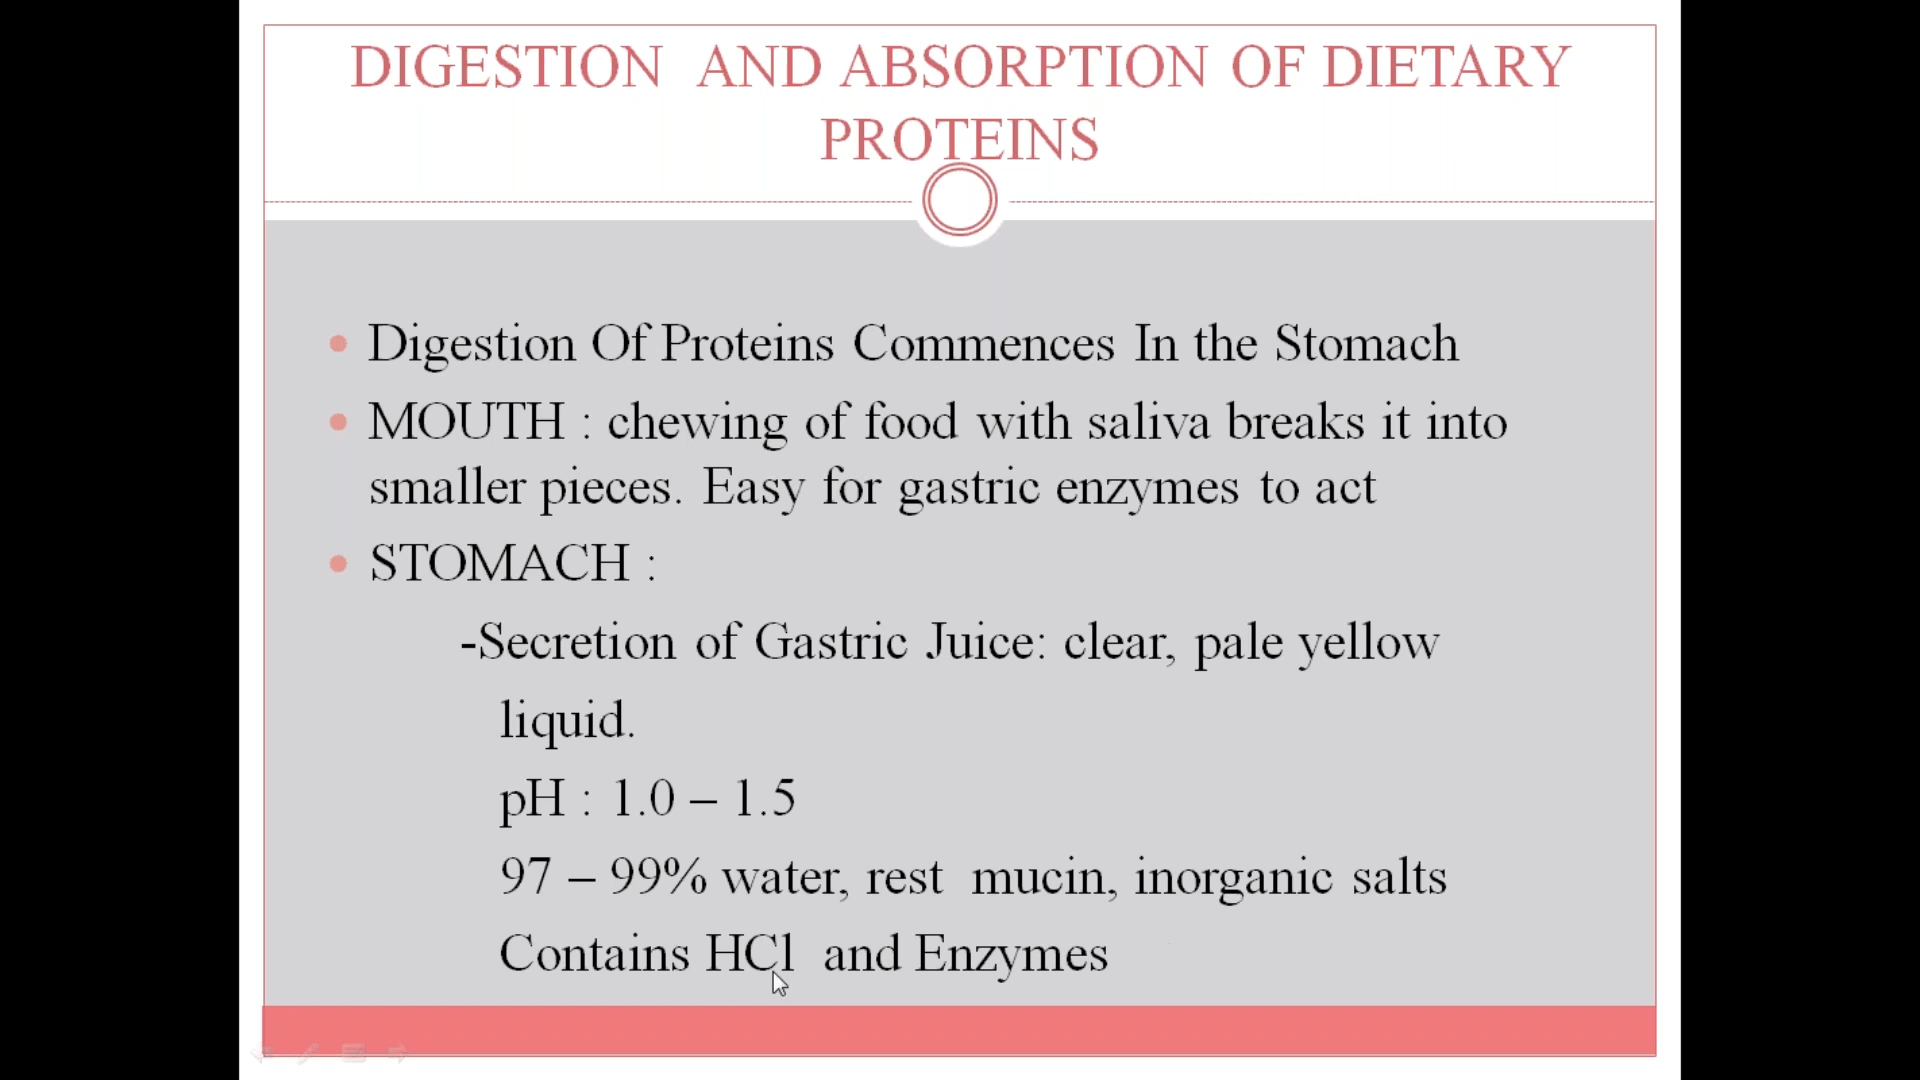 DIGESTION AND ABSORPTION OF DIETARY
PROTEINS
Digestion Of Proteins Commences In the Stomach
MOUTH : chewing of food with saliva breaks it into
smaller pieces. Easy for gastric enzymes to act
STOMACH :
-Secretion of Gastric Juice: clear, pale yellow
liquid.
pH : 1.0 – 1.5
97 – 99% water, rest mucin, inorganic salts
Contains HCl and Enzymes